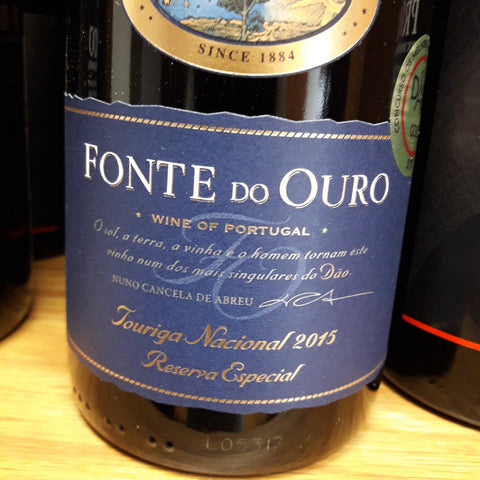 SINCE 1884
FONTE DO OURO
* WINE OF PORTUGAL *
O sol, a terra, a vinha e o homem tornam este
vinho num dos mais singulares do Dão.
NUNO CANCELA DE ABREU
Touriga Nacional 2015
Reserva Especial
L05317
CONCURSO